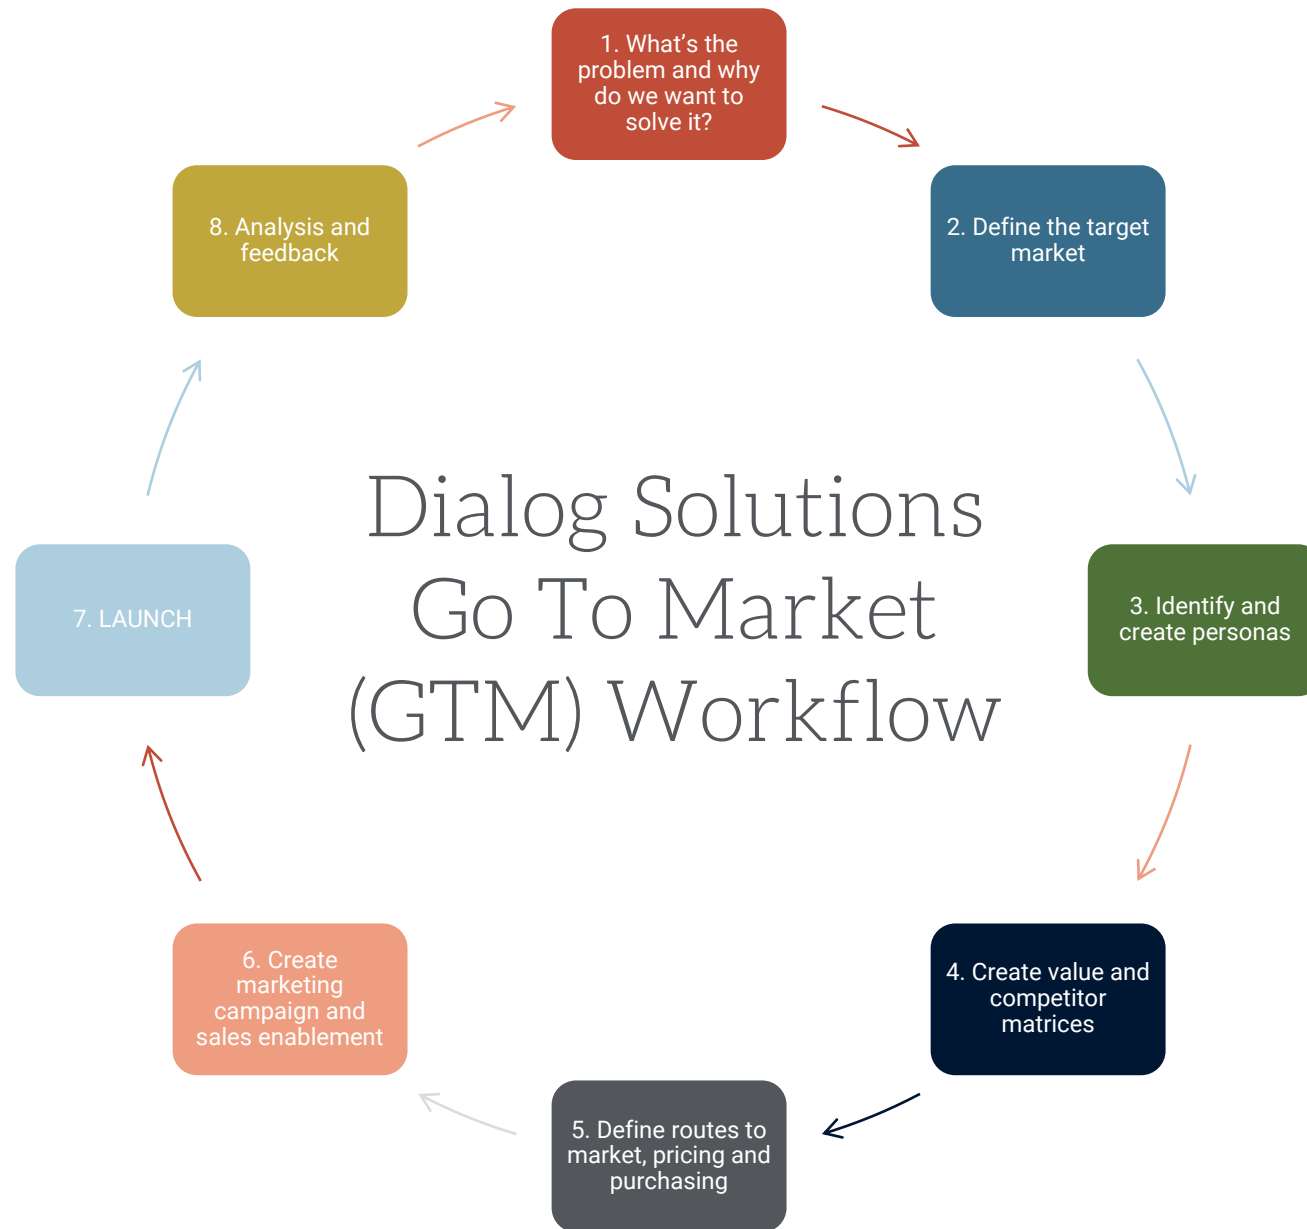 1. What’s the
problem and why
do we want to
solve it?
2. Define the target
market
3. Identify and
create personas
4. Create value and
competitor
matrices
5. Define routes to
market, pricing and
purchasing
6. Create
marketing
campaign and
sales enablement
7. LAUNCH
8. Analysis and
feedback
Dialog Solutions
Go To Market
(GTM) Workflow